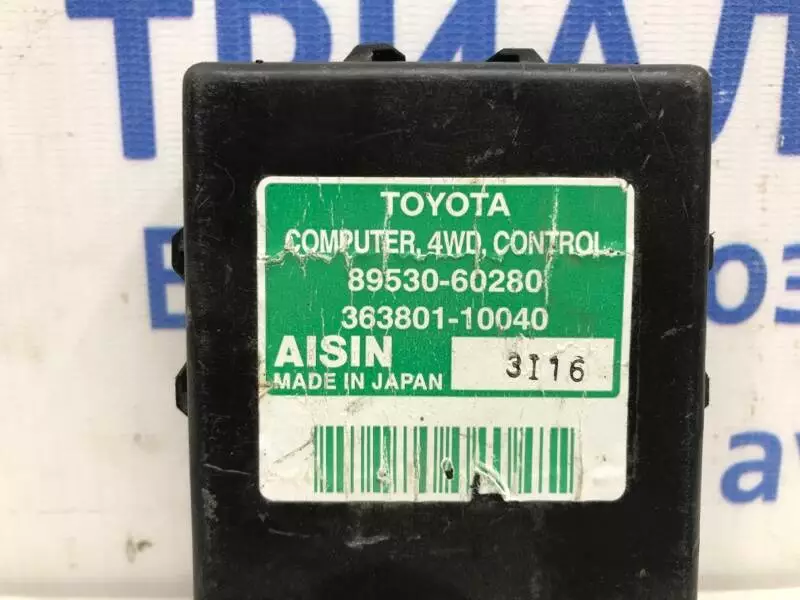 ТРИАЛ
TOYOTA
COMPUTER, 4WD, CONTROL
89530-60280
363801-10040
AISIN
MADE IN JAPAN
3I16